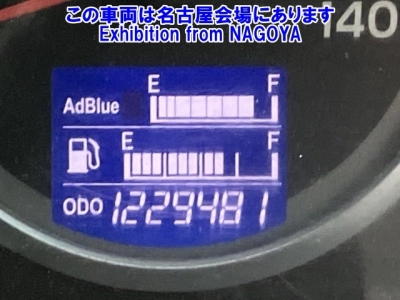 この車両は名古屋会場にあります
Exhibition from NAGOYA
140
AdBlue E F
E F
ODO 1229481